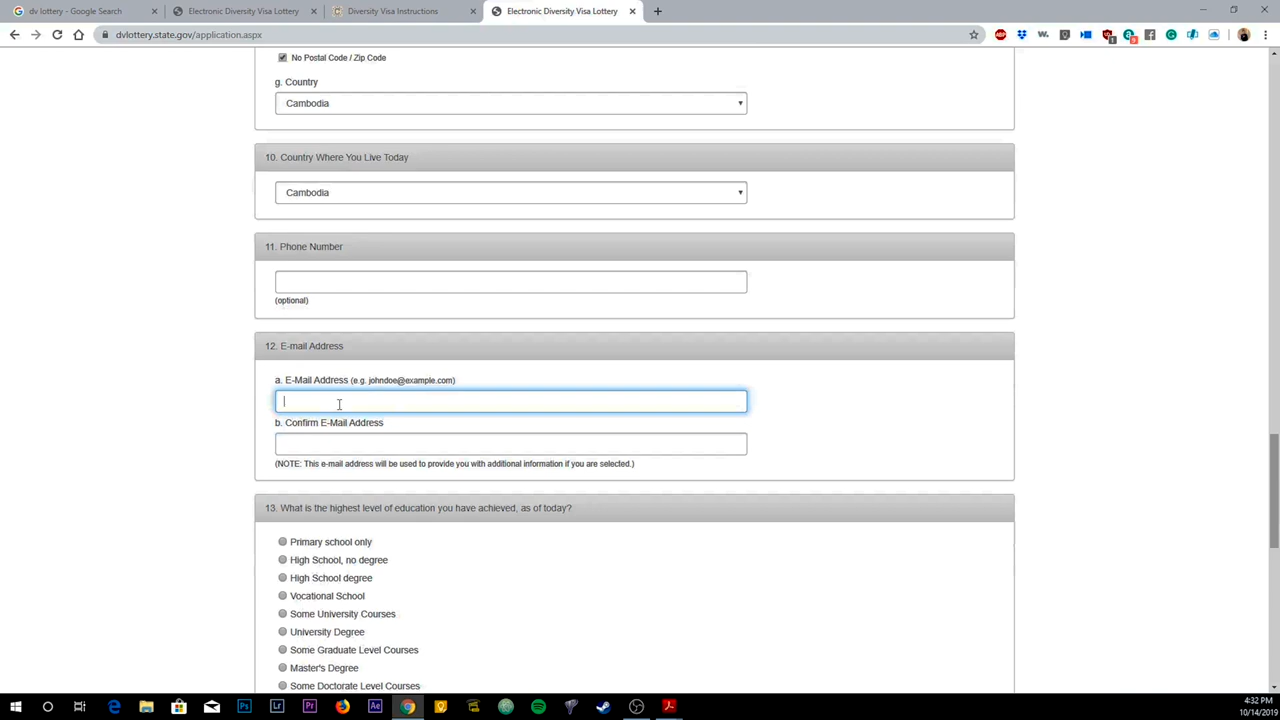 dv lottery - Google Search
Electronic Diversity Visa Lottery
Diversity Visa Instructions
Electronic Diversity Visa Lottery
dvlottery.state.gov/application.aspx
No Postal Code / Zip Code
g. Country
Cambodia
10. Country Where You Live Today
Cambodia
11. Phone Number
(optional)
12. E-mail Address
a. E-Mail Address (e.g. johndoe@example.com)
b. Confirm E-Mail Address
(NOTE: This e-mail address will be used to provide you with additional information if you are selected.)
13. What is the highest level of education you have achieved, as of today?
Primary school only
High School, no degree
High School degree
Vocational School
Some University Courses
University Degree
Some Graduate Level Courses
Master's Degree
Some Doctorate Level Courses
4:32 PM
10/14/2019